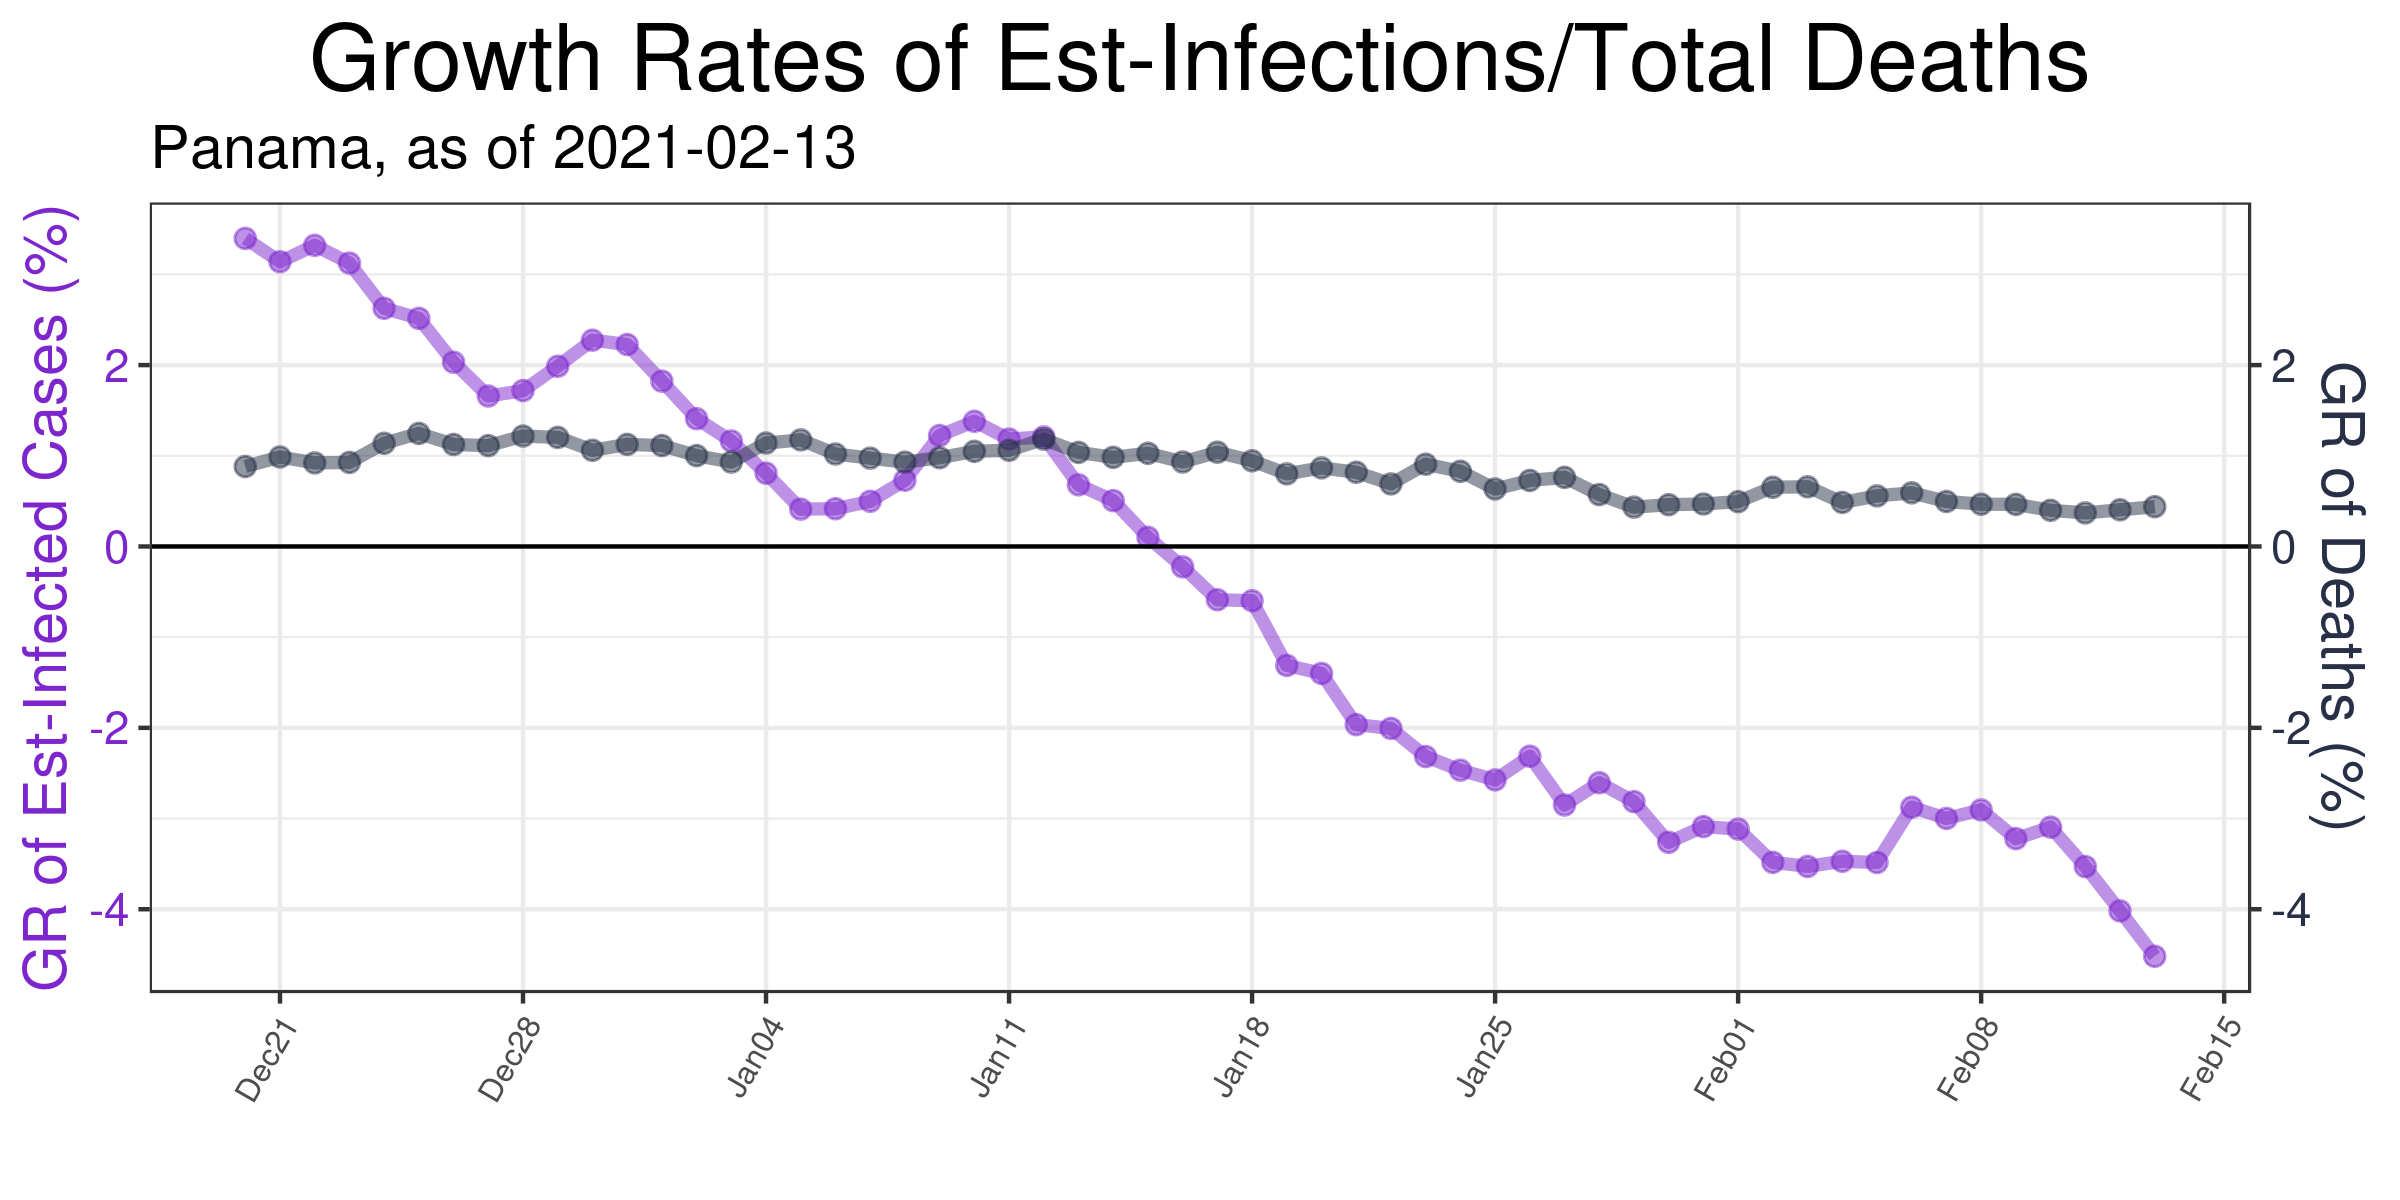 Growth Rates of Est-Infections/Total Deaths
Panama, as of 2021-02-13
GR of Est-Infected Cases (%)
2
0
-2
-4
2
0
-2
-4
GR of Deaths (%)
Dec21
Dec28
Jan04
Jan11
Jan18
Jan25
Feb01
Feb08
Feb15